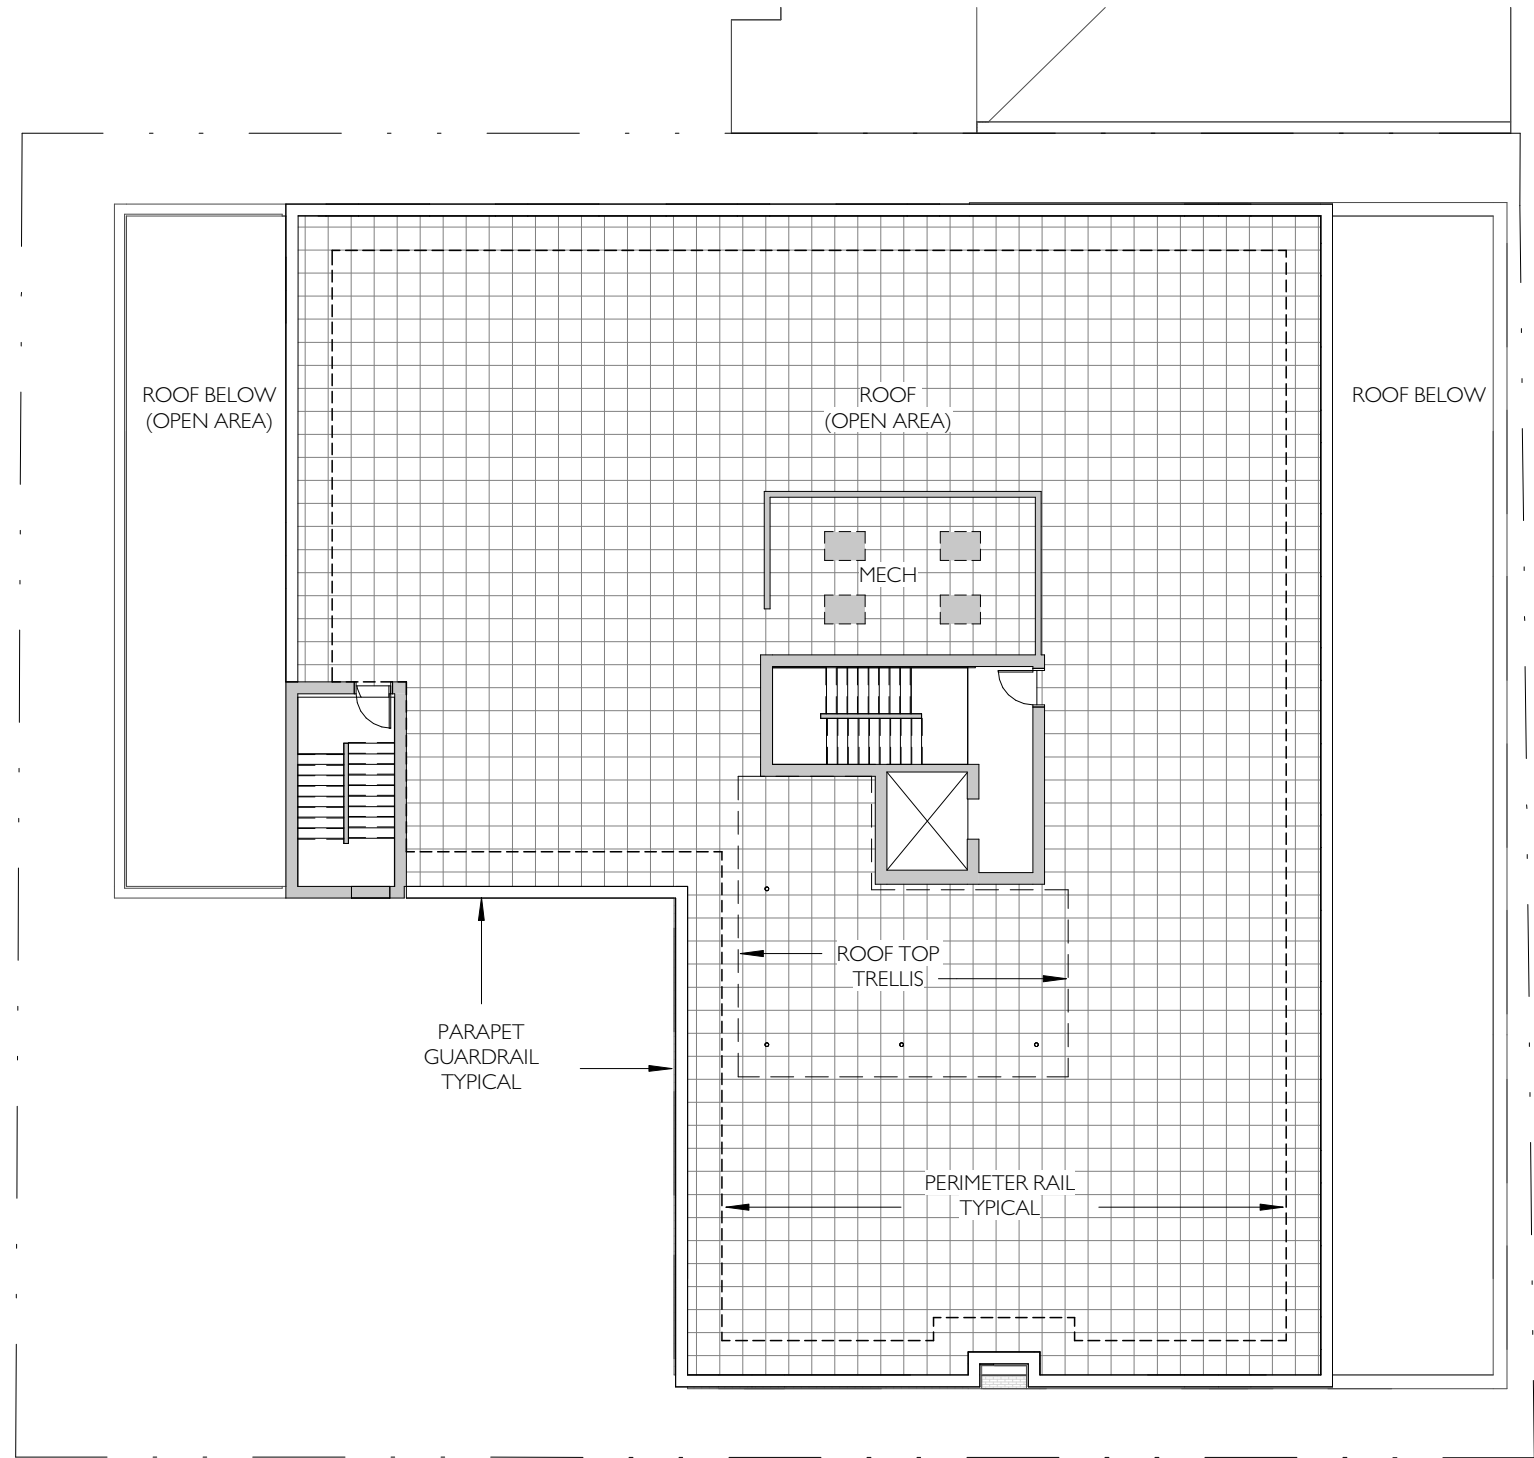 ROOF BELOW
(OPEN AREA)
ROOF
(OPEN AREA)
ROOF BELOW
MECH
ROOF TOP
TRELLIS
PARAPET
GUARDRAIL
TYPICAL
PERIMETER RAIL
TYPICAL